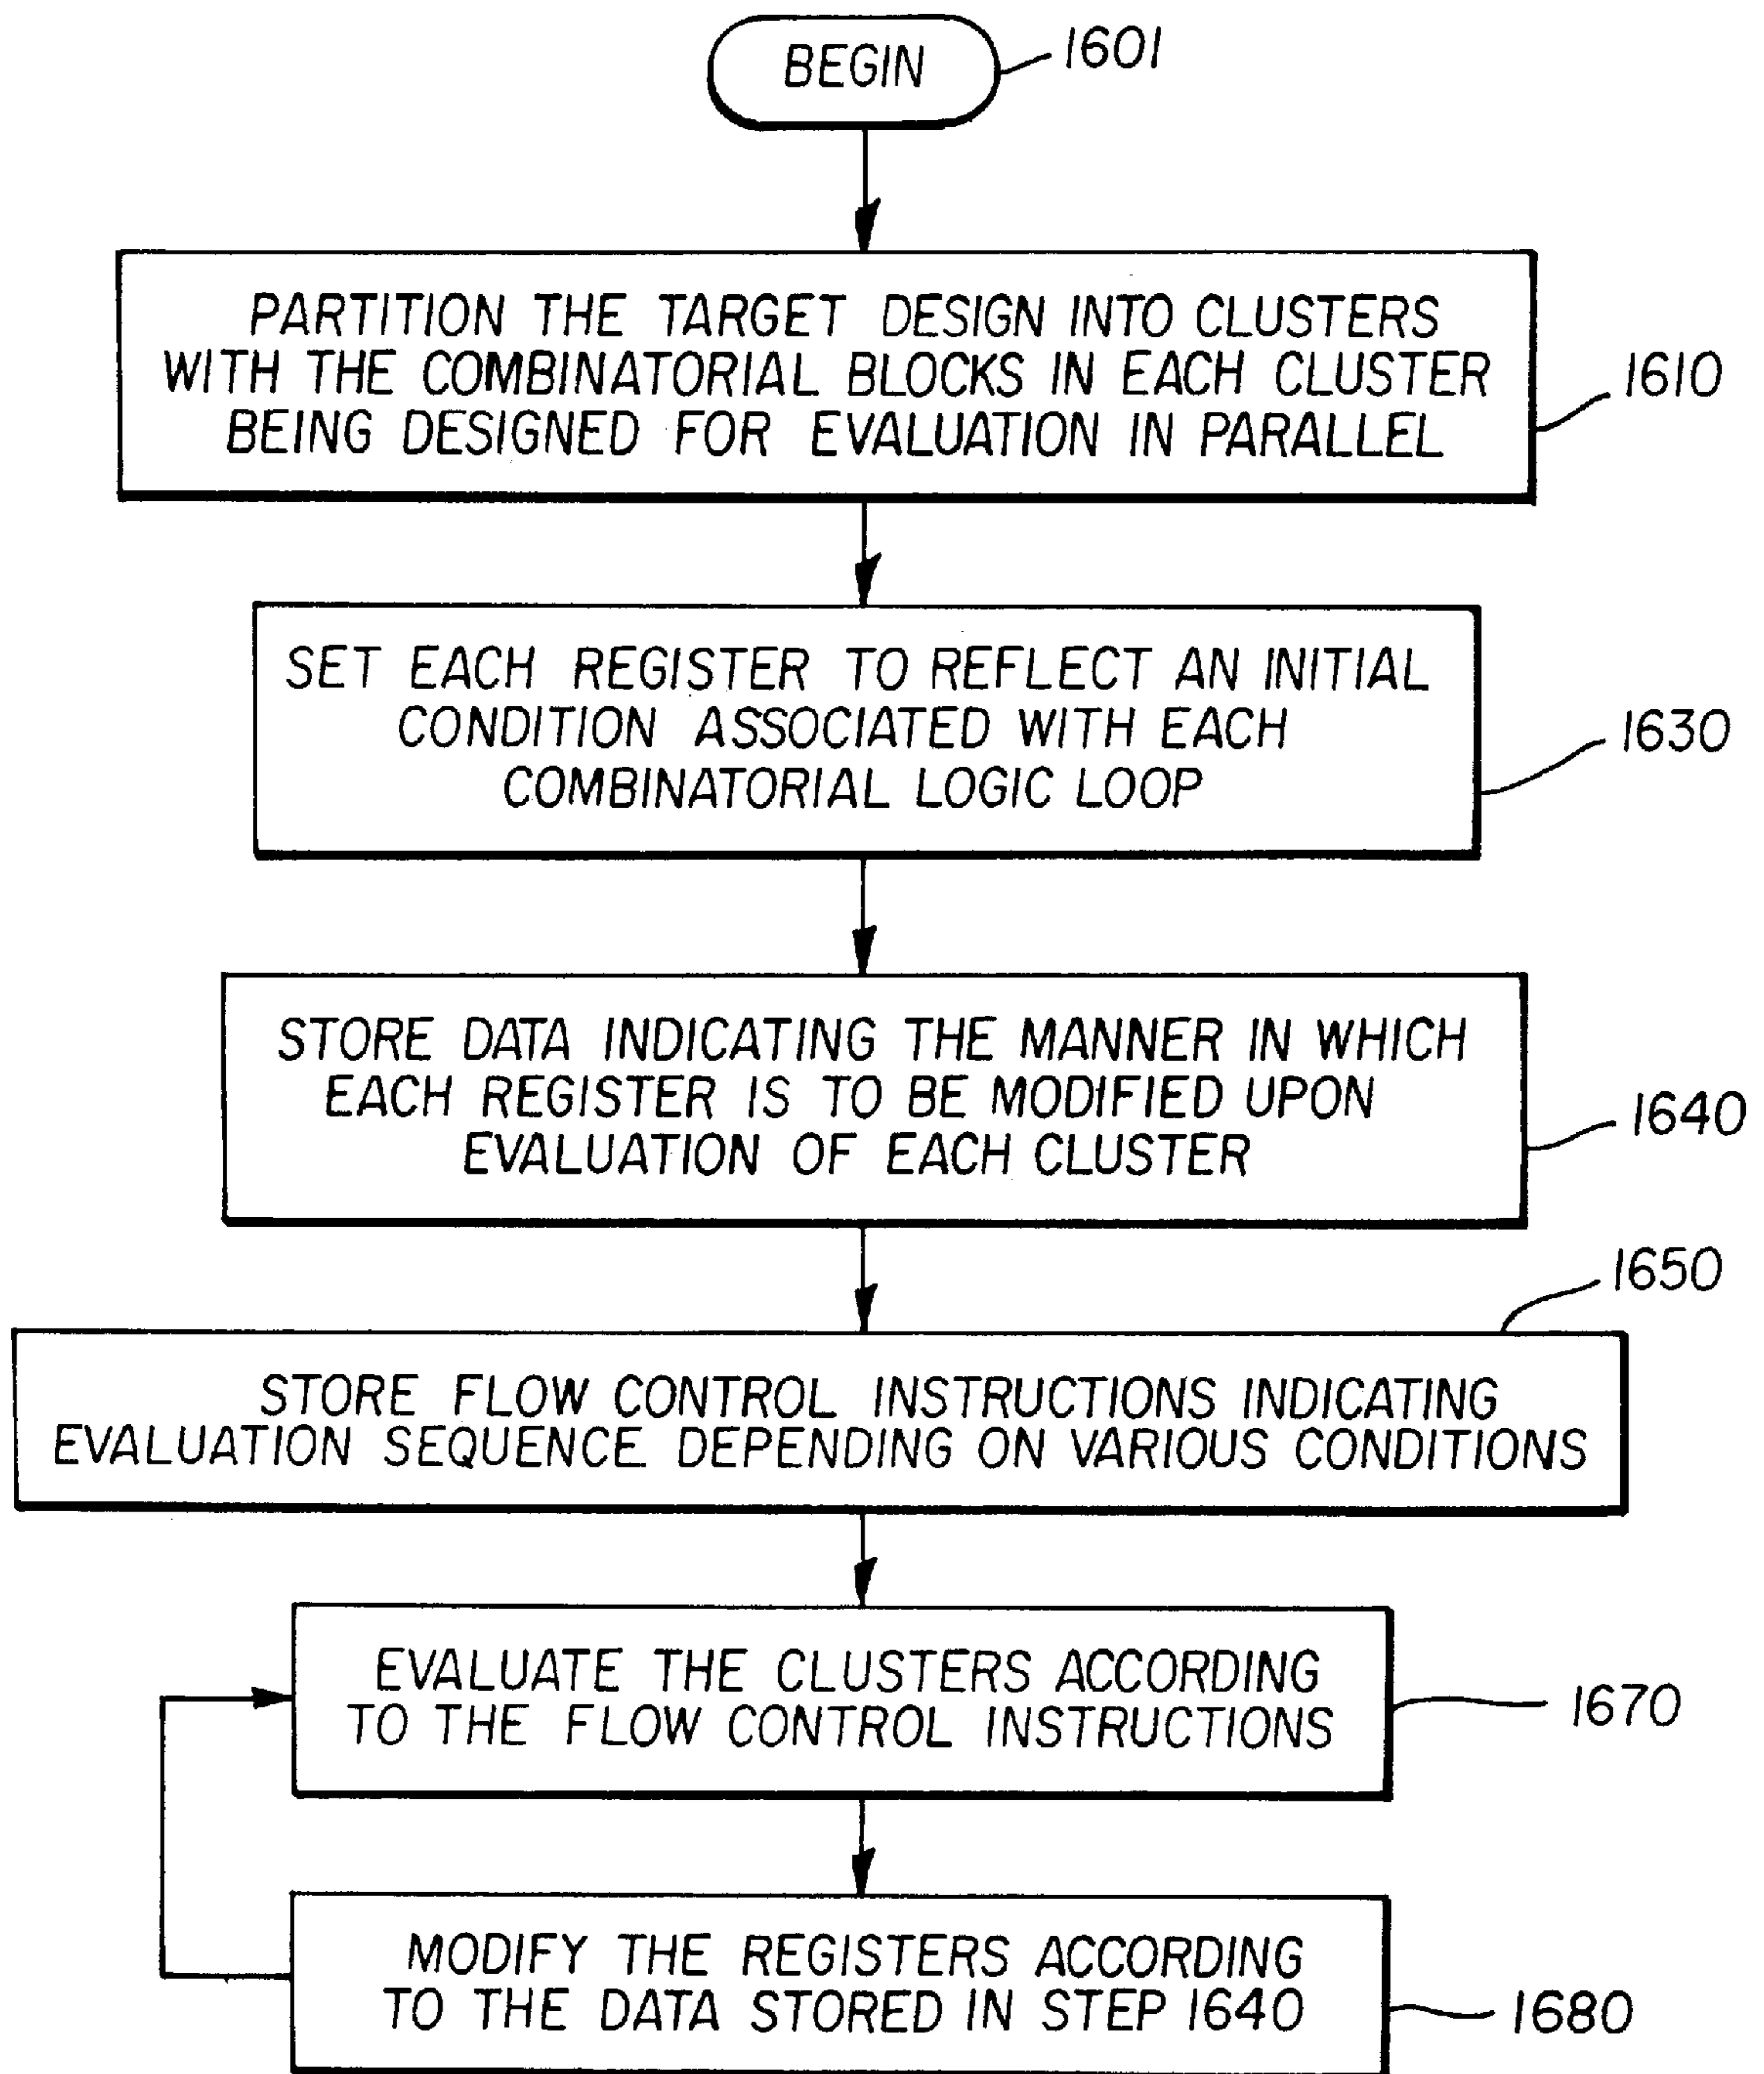 BEGIN
1601
PARTITION THE TARGET DESIGN INTO CLUSTERS
WITH THE COMBINATORIAL BLOCKS IN EACH CLUSTER
BEING DESIGNED FOR EVALUATION IN PARALLEL
1610
SET EACH REGISTER TO REFLECT AN INITIAL
CONDITION ASSOCIATED WITH EACH
COMBINATORIAL LOGIC LOOP
1630
STORE DATA INDICATING THE MANNER IN WHICH
EACH REGISTER IS TO BE MODIFIED UPON
EVALUATION OF EACH CLUSTER
1640
1650
STORE FLOW CONTROL INSTRUCTIONS INDICATING
EVALUATION SEQUENCE DEPENDING ON VARIOUS CONDITIONS
EVALUATE THE CLUSTERS ACCORDING
TO THE FLOW CONTROL INSTRUCTIONS
1670
MODIFY THE REGISTERS ACCORDING
TO THE DATA STORED IN STEP 1640
1680